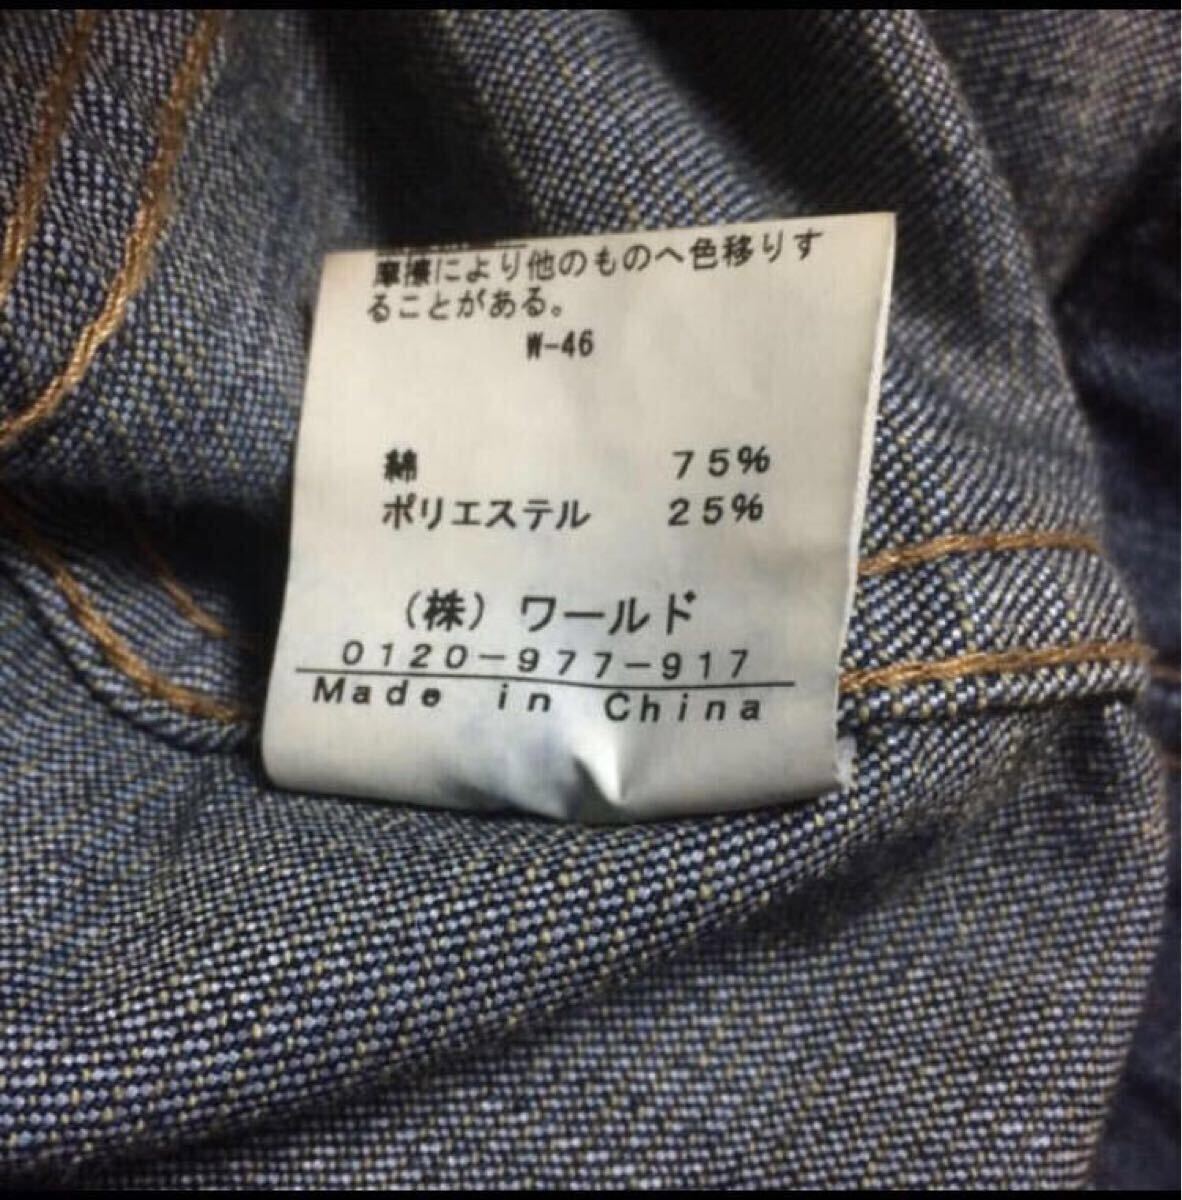 摩擦により他のものへ色移りす
ることがある。
W-46
綿 75%
ポリエステル 25%
(株)ワールド
0120-977-917
Made in China